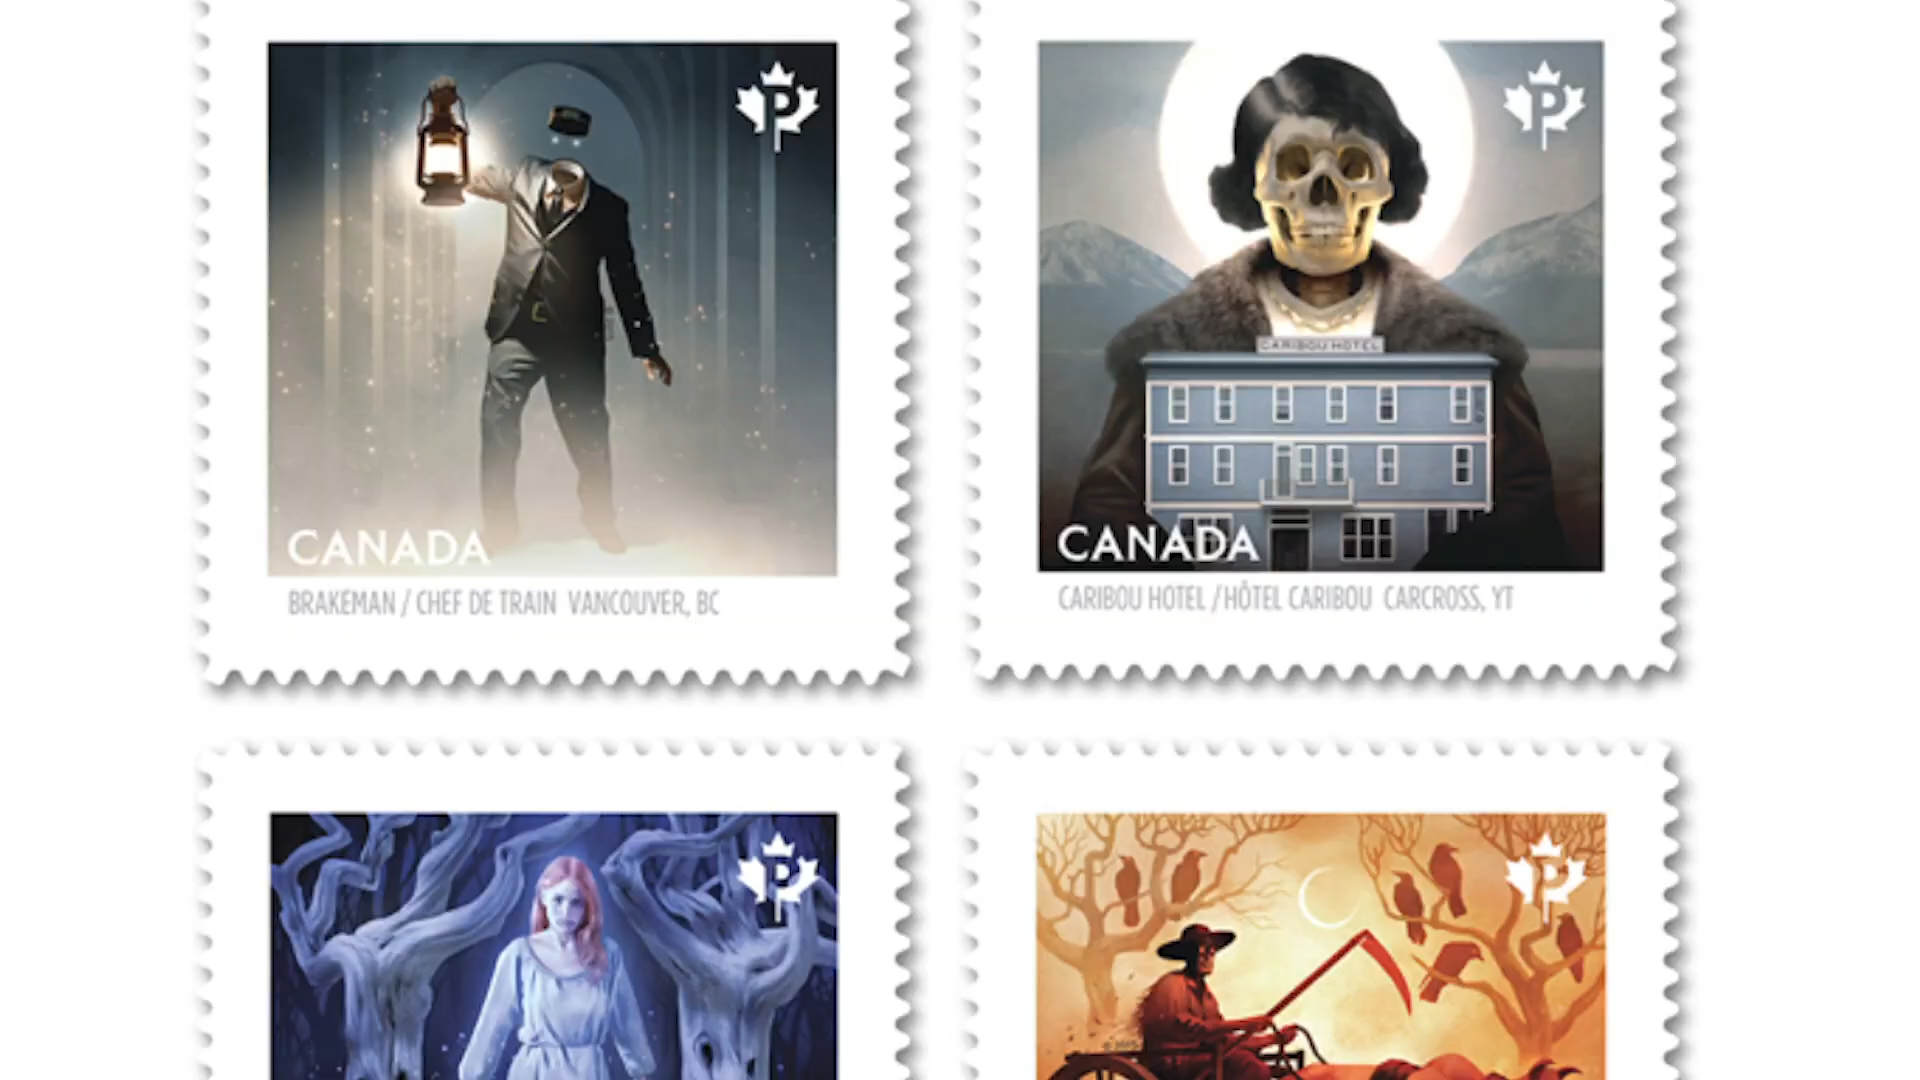 P
P
CARIBOU HOTEL
CANADA
CANADA
BRAKEMAN / CHEF DE TRAIN VANCOUVER, BC
CARIBOU HOTEL / HÔTEL CARIBOU CARCROSS, YT
P
P